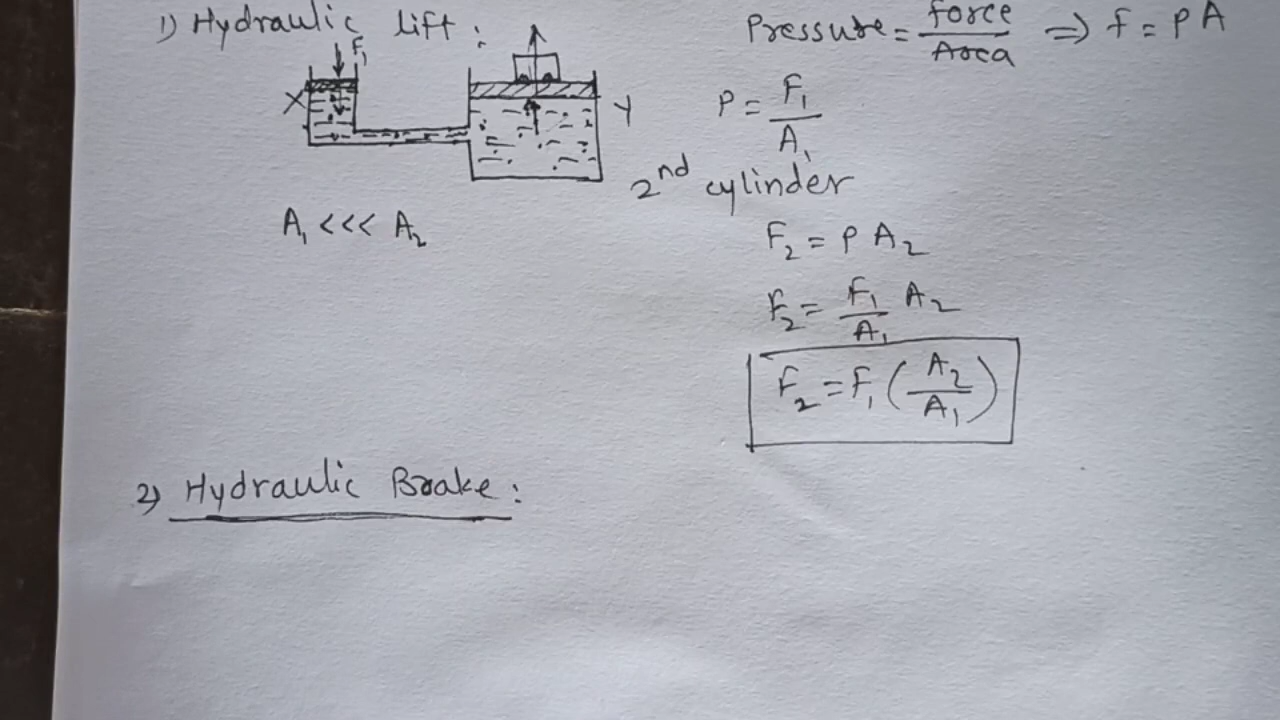 1) Hydraulic lift :
F₁
X
Y
A₁ <<< A₂
Pressure = force / Area ⇒ f = P A
P = F₁ / A₁
2nd cylinder
F₂ = P A₂
F₂ = F₁ / A₁ A₂
F₂ = F₁ ( A₂ / A₁ )
2) Hydraulic Brake :